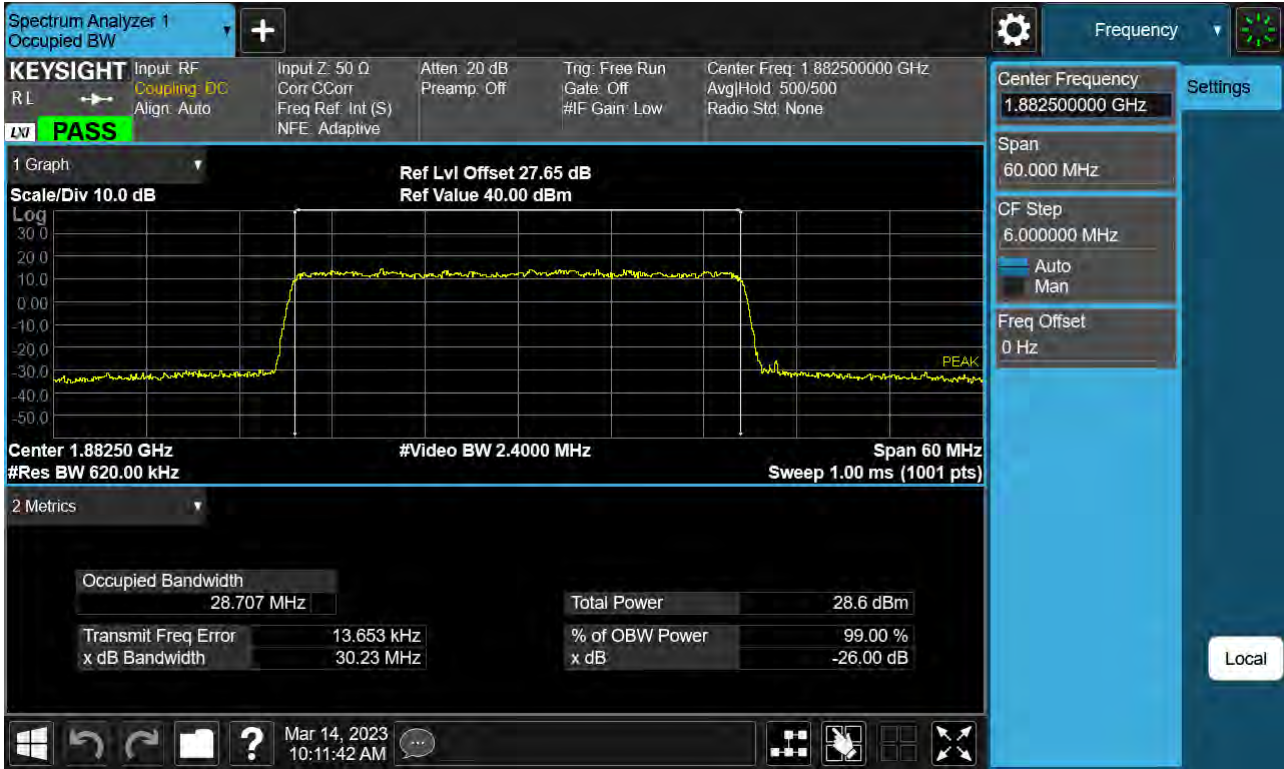 Spectrum Analyzer 1
Occupied BW
Frequency
KEYSIGHT
R L
LXI
PASS
Input: RF
Coupling: DC
Align: Auto
Input Z: 50 Ω
Corr CCorr
Freq Ref: Int (S)
NFE: Adaptive
Atten: 20 dB
Preamp: Off
Trig: Free Run
Gate: Off
#IF Gain: Low
Center Freq: 1.882500000 GHz
Avg|Hold: 500/500
Radio Std: None
1 Graph
Scale/Div 10.0 dB
Ref Lvl Offset 27.65 dB
Ref Value 40.00 dBm
Log
30.0
20.0
10.0
0.00
-10.0
-20.0
-30.0
-40.0
-50.0
PEAK
Center 1.88250 GHz
#Video BW 2.4000 MHz
Span 60 MHz
#Res BW 620.00 kHz
Sweep 1.00 ms (1001 pts)
2 Metrics
Occupied Bandwidth
28.707 MHz
Total Power 28.6 dBm
Transmit Freq Error 13.653 kHz
% of OBW Power 99.00 %
x dB Bandwidth 30.23 MHz
x dB -26.00 dB
Mar 14, 2023
10:11:42 AM
Center Frequency
1.882500000 GHz
Settings
Span
60.000 MHz
CF Step
6.000000 MHz
Auto
Man
Freq Offset
0 Hz
Local